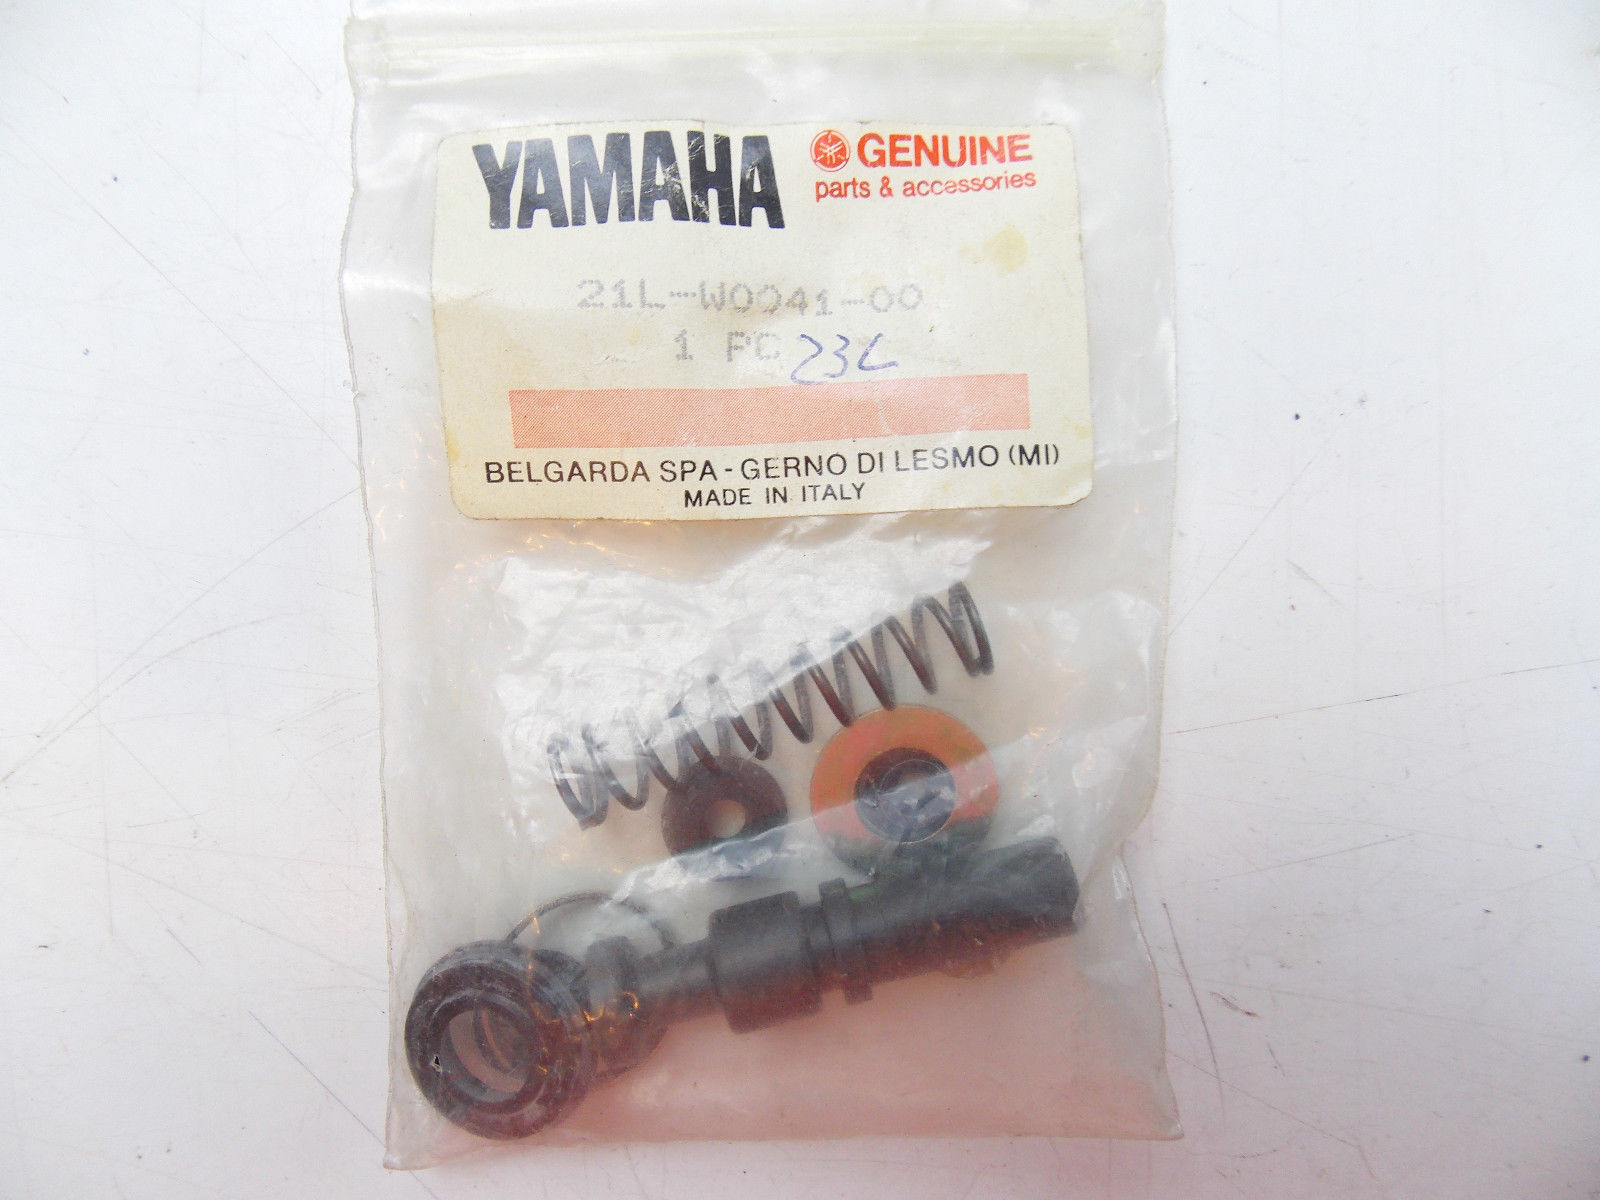 YAMAHA GENUINE
parts & accessories
21L-W0041-00
1 PC 23L
BELGARDA SPA - GERNO DI LESMO (MI)
MADE IN ITALY